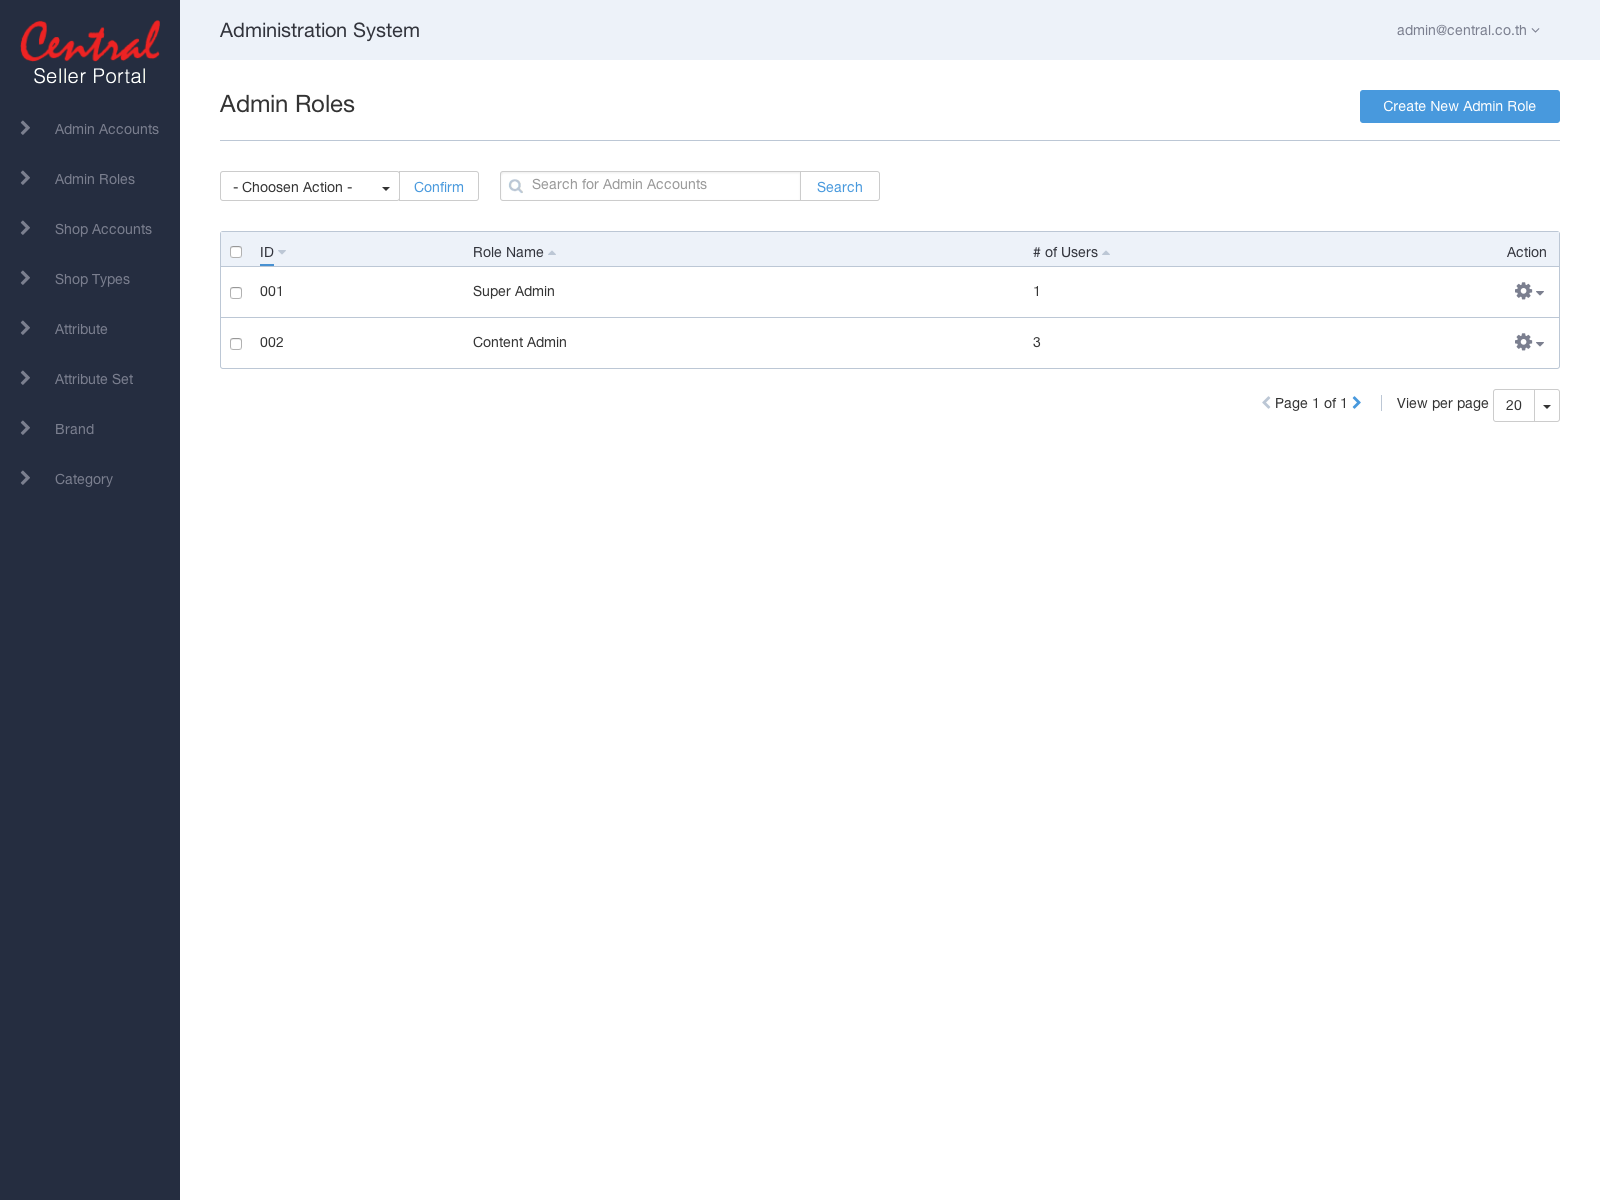 Central
Seller Portal
Administration System
admin@central.co.th
Admin Accounts
Admin Roles
Shop Accounts
Shop Types
Attribute
Attribute Set
Brand
Category
Admin Roles
Create New Admin Role
- Choosen Action -
Confirm
Search for Admin Accounts
Search
ID Role Name # of Users Action
001 Super Admin 1
002 Content Admin 3
Page 1 of 1
View per page 20